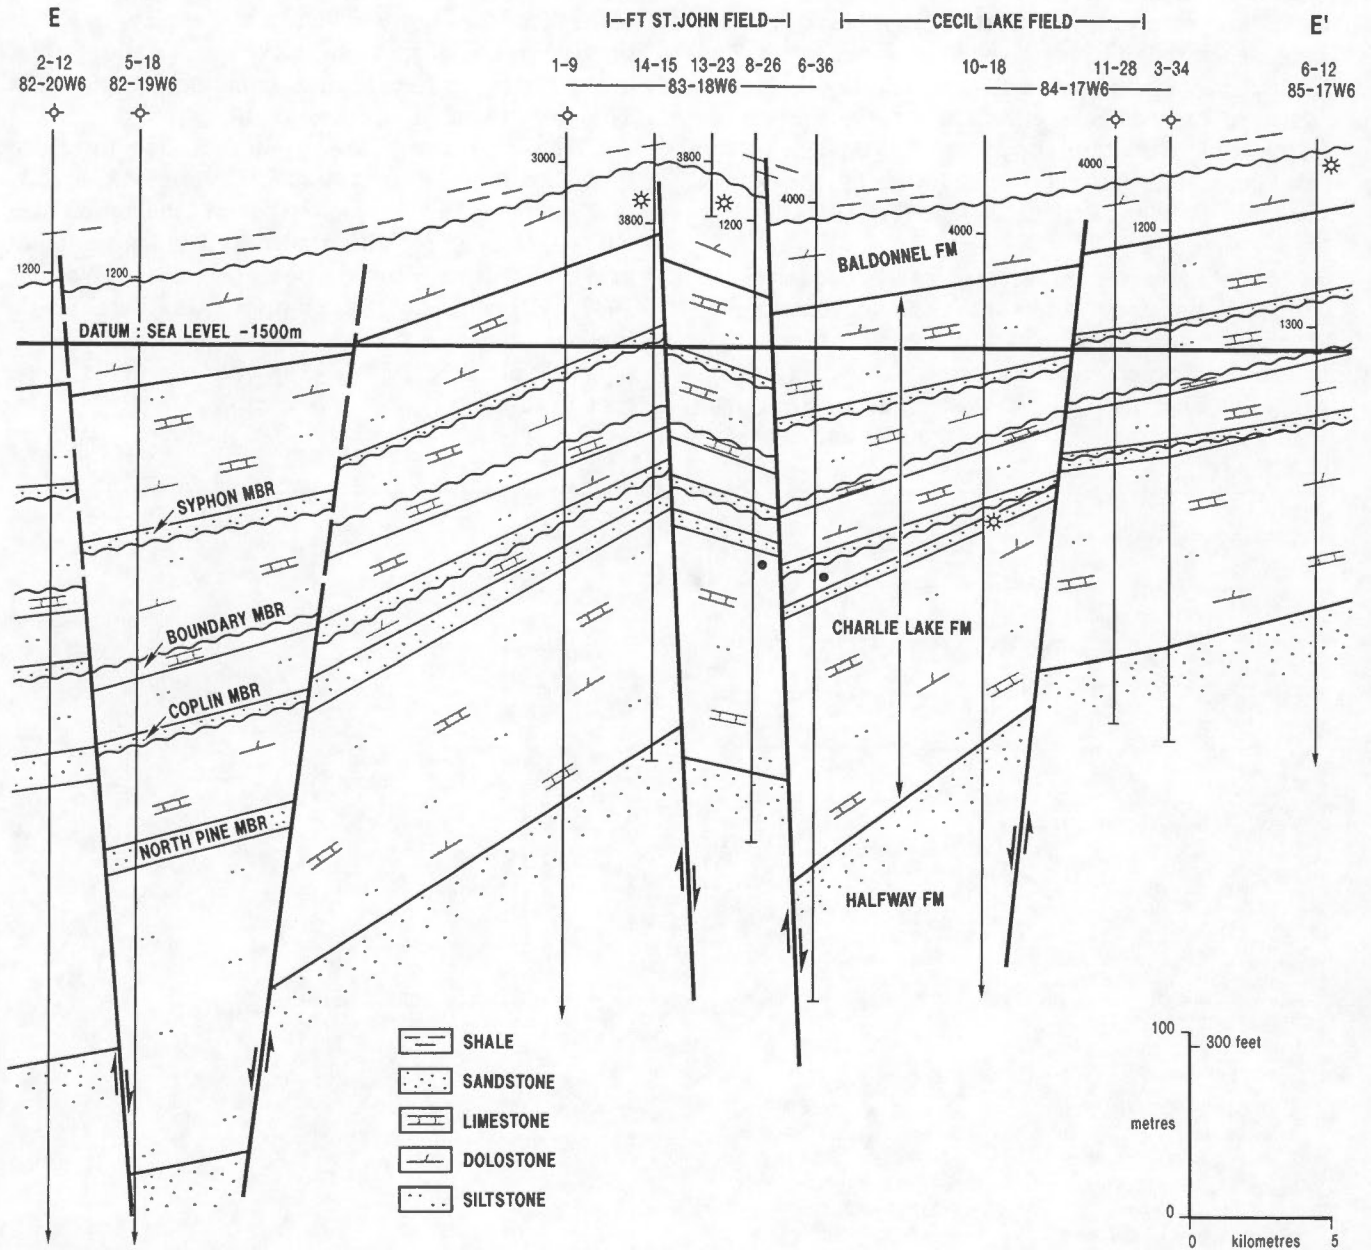 E
FT ST.JOHN FIELD
CECIL LAKE FIELD
E'
2-12
82-20W6
5-18
82-19W6
1-9
14-15
13-23
8-26
6-36
83-18W6
10-18
11-28
3-34
84-17W6
6-12
85-17W6
3000
3800
3800
1200
4000
4000
4000
1200
1200
1200
1300
BALDONNEL FM
DATUM : SEA LEVEL -1500m
SYPHON MBR
BOUNDARY MBR
COPLIN MBR
NORTH PINE MBR
CHARLIE LAKE FM
HALFWAY FM
SHALE
SANDSTONE
LIMESTONE
DOLOSTONE
SILTSTONE
100
300 feet
metres
0
0 kilometres 5